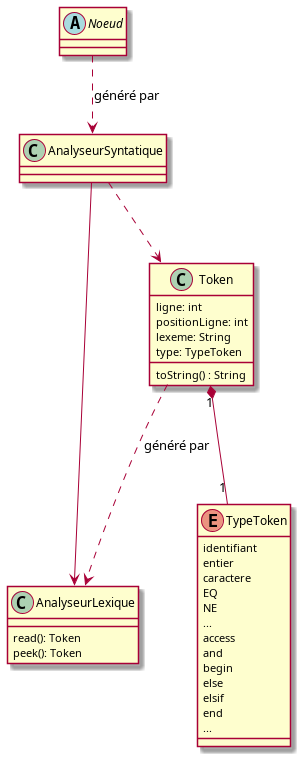 A Noeud
généré par
C AnalyseurSyntatique
C Token
ligne: int
positionLigne: int
lexeme: String
type: TypeToken
toString() : String
1
généré par
1
E TypeToken
identifiant
entier
caractere
EQ
NE
...
access
and
begin
else
elsif
end
...
C AnalyseurLexique
read(): Token
peek(): Token